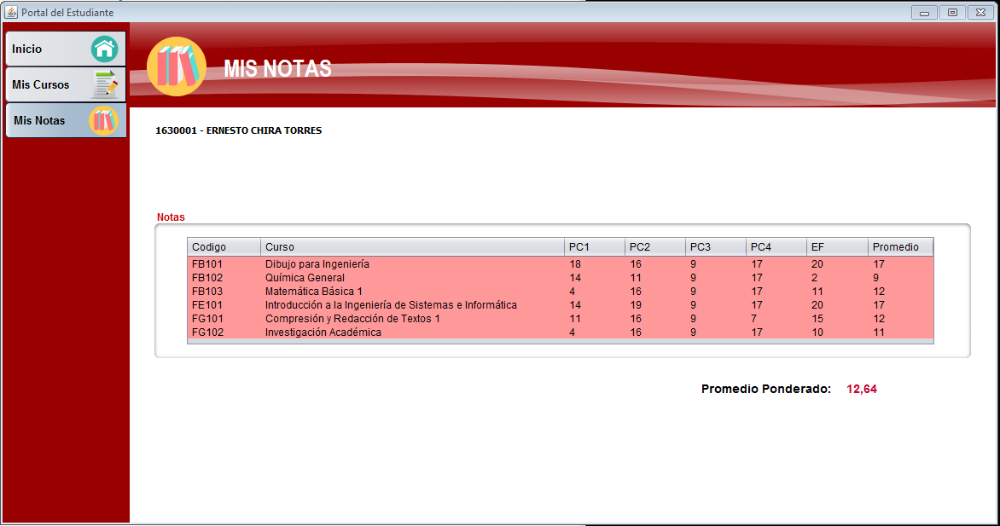 Portal del Estudiante
Inicio
Mis Cursos
Mis Notas
MIS NOTAS
1630001 - ERNESTO CHIRA TORRES
Notas
Codigo Curso PC1 PC2 PC3 PC4 EF Promedio
FB101 Dibujo para Ingeniería 18 16 9 17 20 17
FB102 Química General 14 11 9 17 2 9
FB103 Matemática Básica 1 4 16 9 17 11 12
FE101 Introducción a la Ingeniería de Sistemas e Informática 14 19 9 17 20 17
FG101 Compresión y Redacción de Textos 1 11 16 9 7 15 12
FG102 Investigación Académica 4 16 9 17 10 11
Promedio Ponderado: 12,64